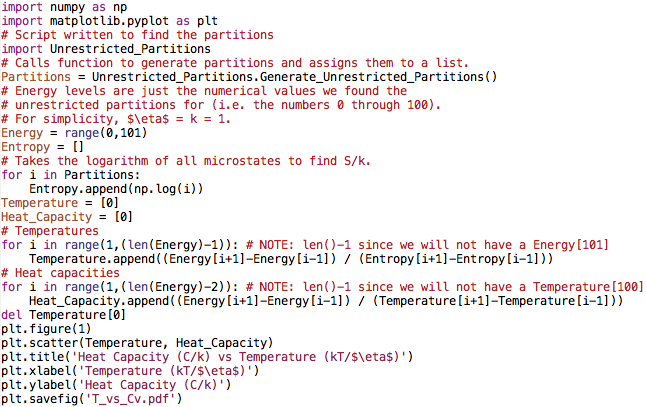 import numpy as np
import matplotlib.pyplot as plt
# Script written to find the partitions
import Unrestricted_Partitions
# Calls function to generate partitions and assigns them to a list.
Partitions = Unrestricted_Partitions.Generate_Unrestricted_Partitions()
# Energy levels are just the numerical values we found the
# unrestricted partitions for (i.e. the numbers 0 through 100).
# For simplicity, $\eta$ = k = 1.
Energy = range(0,101)
Entropy = []
# Takes the logarithm of all microstates to find S/k.
for i in Partitions:
    Entropy.append(np.log(i))
Temperature = [0]
Heat_Capacity = [0]
# Temperatures
for i in range(1,(len(Energy)-1)): # NOTE: len()-1 since we will not have a Energy[101]
    Temperature.append((Energy[i+1]-Energy[i-1]) / (Entropy[i+1]-Entropy[i-1]))
# Heat capacities
for i in range(1,(len(Energy)-2)): # NOTE: len()-1 since we will not have a Temperature[100]
    Heat_Capacity.append((Energy[i+1]-Energy[i-1]) / (Temperature[i+1]-Temperature[i-1]))
del Temperature[0]
plt.figure(1)
plt.scatter(Temperature, Heat_Capacity)
plt.title('Heat Capacity (C/k) vs Temperature (kT/$\eta$)')
plt.xlabel('Temperature (kT/$\eta$)')
plt.ylabel('Heat Capacity (C/k)')
plt.savefig('T_vs_Cv.pdf')